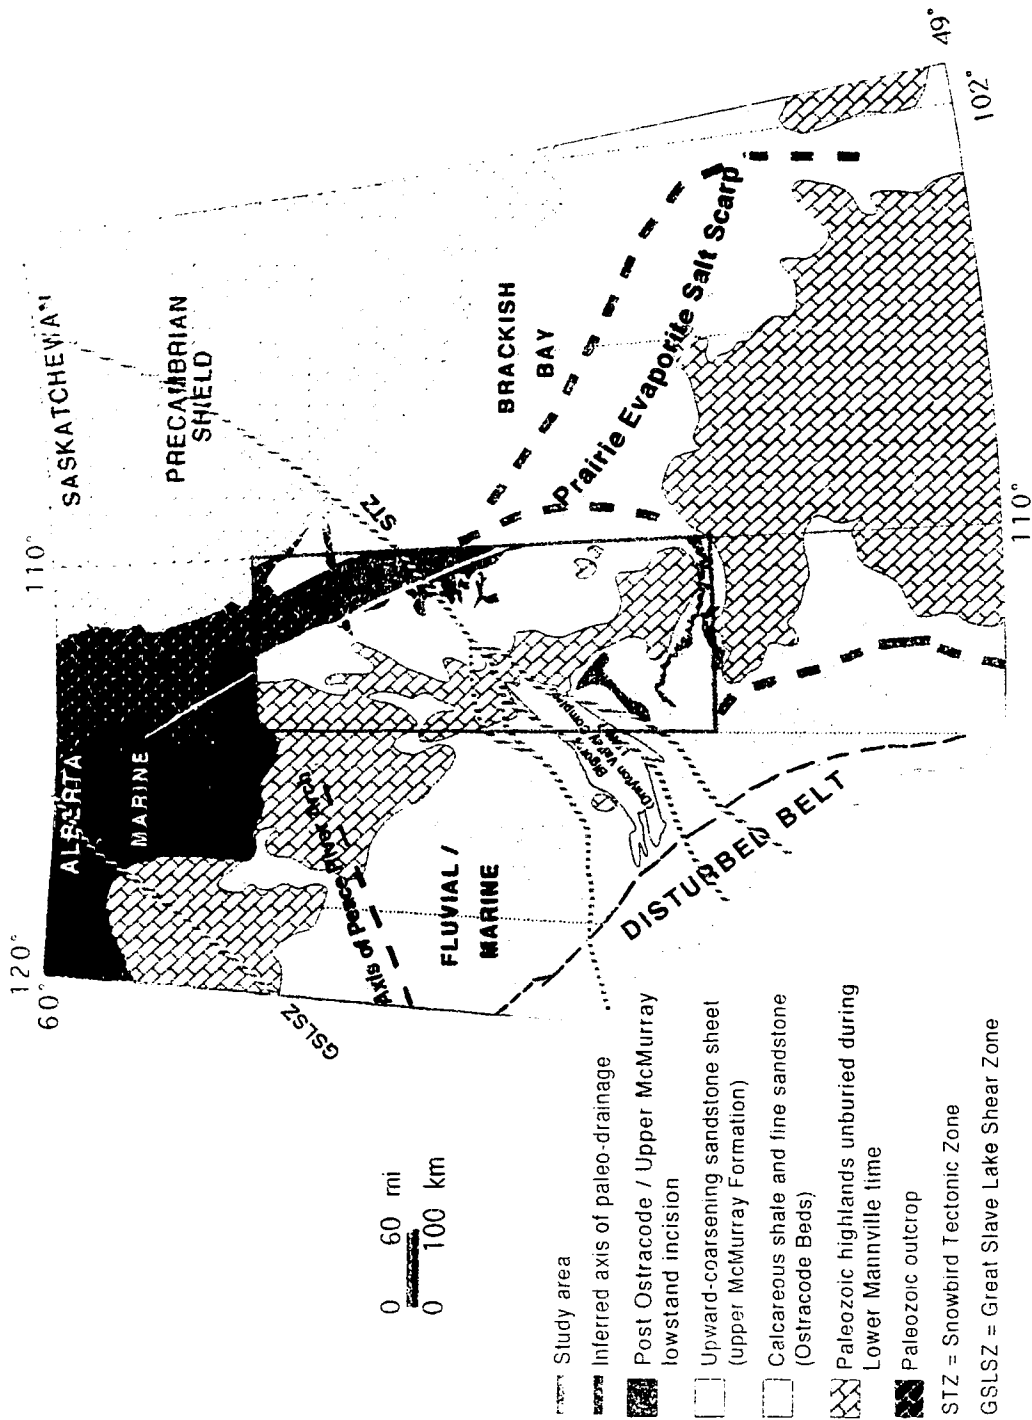 120°
60°
110°
SASKATCHEWAN
ALBERTA
MARINE
PRECAMBRIAN
SHIELD
STZ
GSLSZ
Axis of Peace River Arch
FLUVIAL /
MARINE
BRACKISH
BAY
Prairie Evaporite Salt Scarp
DISTURBED BELT
49°
102°
110°
0 60 mi
0 100 km
Study area
Inferred axis of paleo-drainage
Post Ostracode / Upper McMurray
lowstand incision
Upward-coarsening sandstone sheet
(upper McMurray Formation)
Calcareous shale and fine sandstone
(Ostracode Beds)
Paleozoic highlands unburied during
Lower Mannville time
Paleozoic outcrop
STZ = Snowbird Tectonic Zone
GSLSZ = Great Slave Lake Shear Zone